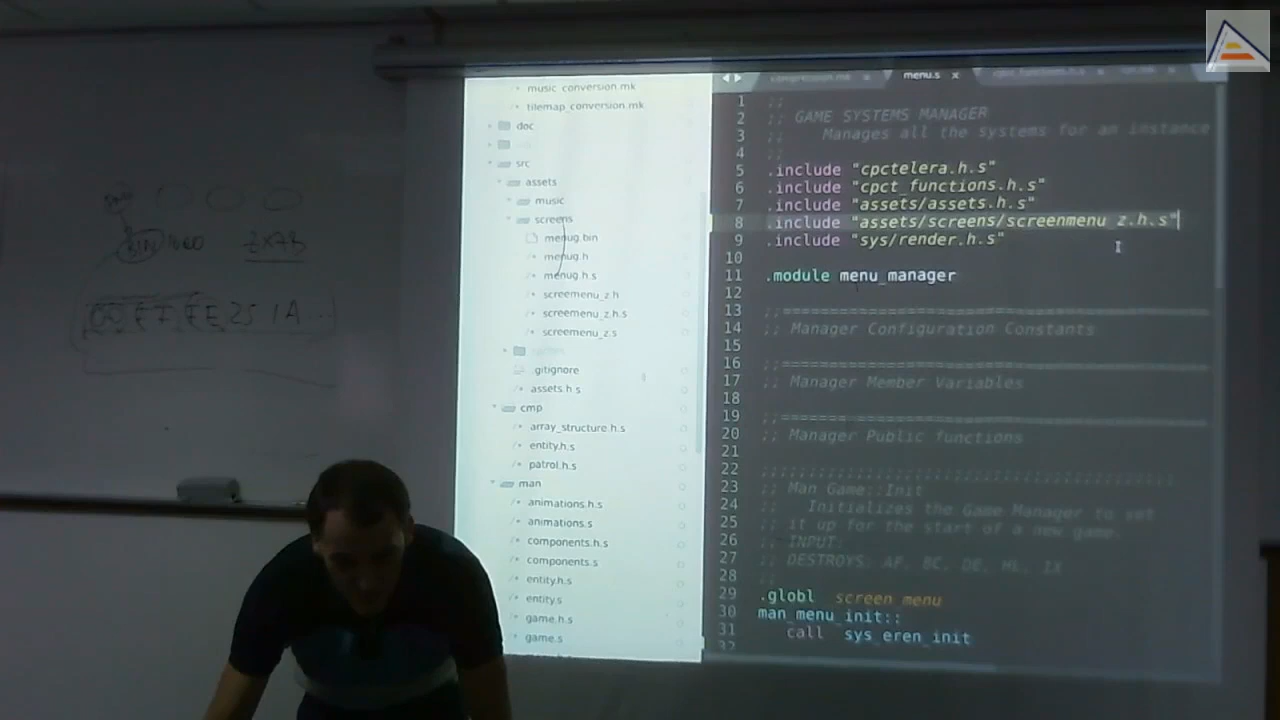 music_conversion.mk
tilemap_conversion.mk
doc
src
assets
music
screens
menug.bin
menug.h
menug.h.s
screemenu_z.h
screemenu_z.h.s
screemenu_z.s
.gitignore
assets.h.s
cmp
array_structure.h.s
entity.h.s
patrol.h.s
man
animations.h.s
animations.s
components.h.s
components.s
entity.h.s
entity.s
game.h.s
game.s
menu.s x
1 ;;
2 ;; GAME SYSTEMS MANAGER
3 ;; Manages all the systems for an instance
4 ;;
5 .include "cpctelera.h.s"
6 .include "cpct_functions.h.s"
7 .include "assets/assets.h.s"
8 .include "assets/screens/screenmenu_z.h.s"
9 .include "sys/render.h.s"
10
11 .module menu_manager
12
13 ;;==================================================
14 ;; Manager Configuration Constants
15
16 ;;==================================================
17 ;; Manager Member Variables
18
19 ;;==================================================
20 ;; Manager Public functions
21
22 ;;;;;;;;;;;;;;;;;;;;;;;;;;;;;;;;;;;;;;;;;;;;;;
23 ;; Man Game::Init
24 ;; Initializes the Game Manager to set
25 ;; it up for the start of a new game.
26 ;; INPUT:
27 ;; DESTROYS: AF, BC, DE, HL, IX
28 ;;
29 .globl _screen_menu
30 man_menu_init::
31 call sys_eren_init
32